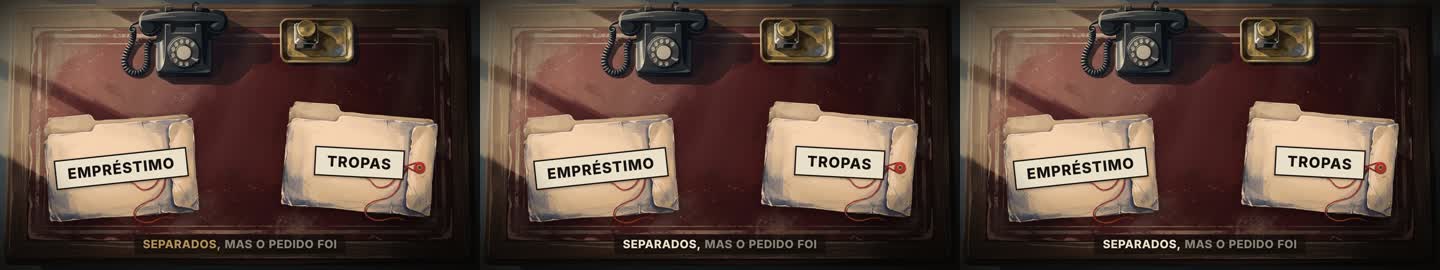 EMPRÉSTIMO
TROPAS
SEPARADOS, MAS O PEDIDO FOI
EMPRÉSTIMO
TROPAS
SEPARADOS, MAS O PEDIDO FOI
EMPRÉSTIMO
TROPAS
SEPARADOS, MAS O PEDIDO FOI